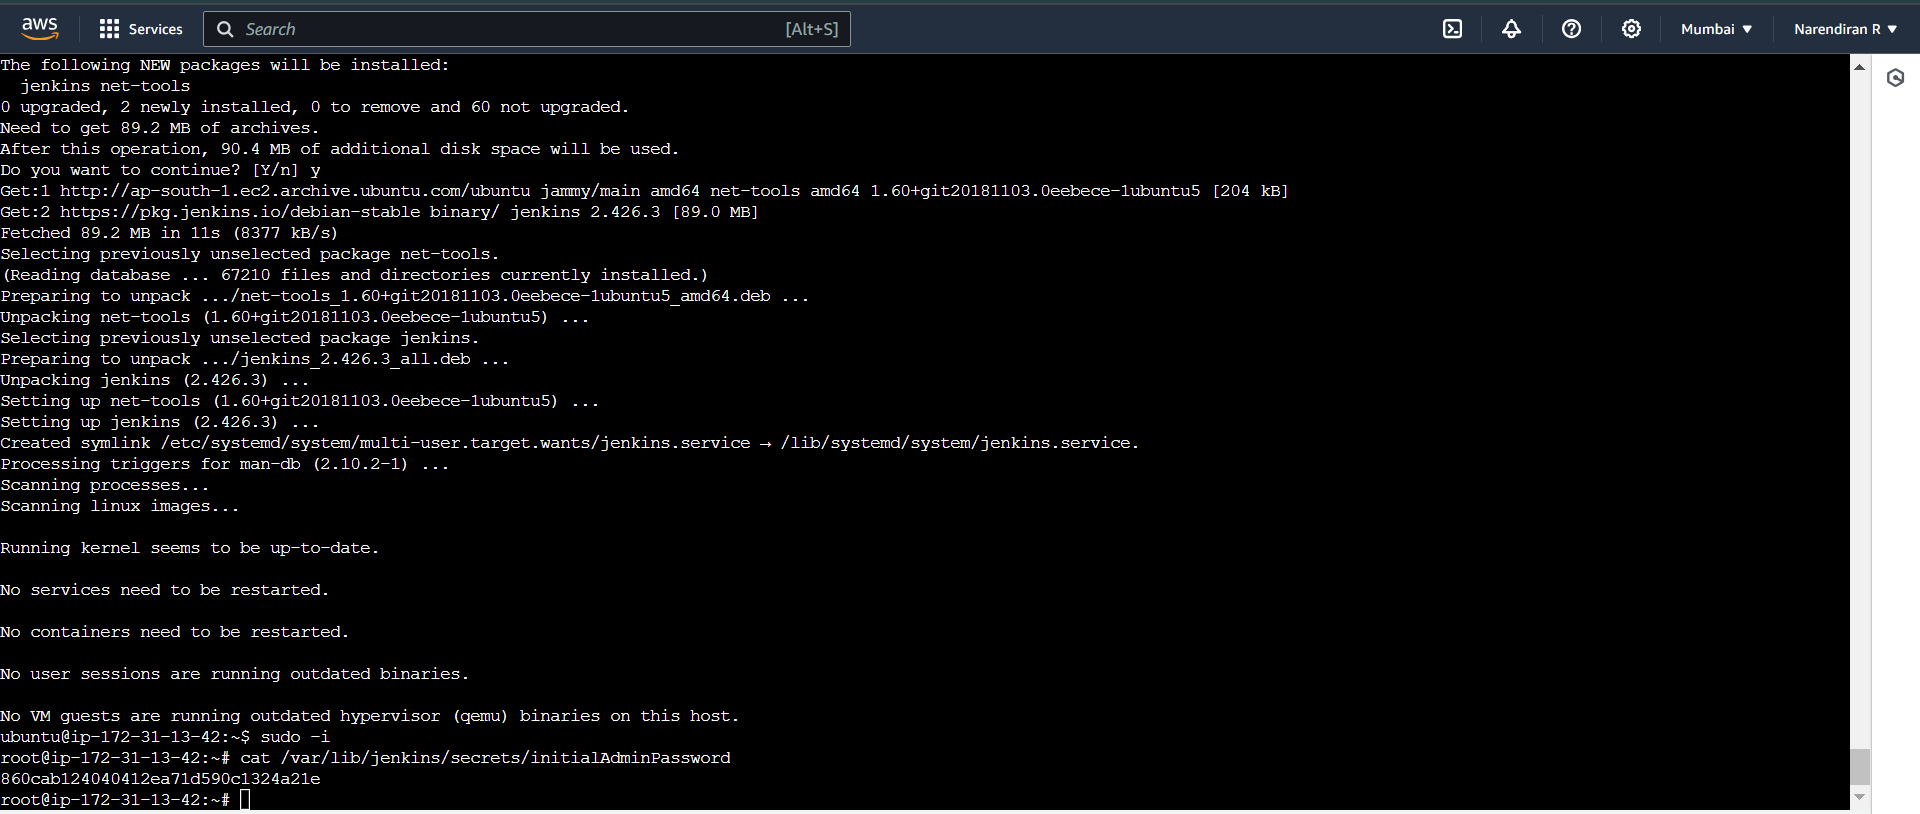 aws
Services
Search
[Alt+S]
Mumbai ▼
Narendiran R ▼
The following NEW packages will be installed:
  jenkins net-tools
0 upgraded, 2 newly installed, 0 to remove and 60 not upgraded.
Need to get 89.2 MB of archives.
After this operation, 90.4 MB of additional disk space will be used.
Do you want to continue? [Y/n] y
Get:1 http://ap-south-1.ec2.archive.ubuntu.com/ubuntu jammy/main amd64 net-tools amd64 1.60+git20181103.0eebece-1ubuntu5 [204 kB]
Get:2 https://pkg.jenkins.io/debian-stable binary/ jenkins 2.426.3 [89.0 MB]
Fetched 89.2 MB in 11s (8377 kB/s)
Selecting previously unselected package net-tools.
(Reading database ... 67210 files and directories currently installed.)
Preparing to unpack .../net-tools_1.60+git20181103.0eebece-1ubuntu5_amd64.deb ...
Unpacking net-tools (1.60+git20181103.0eebece-1ubuntu5) ...
Selecting previously unselected package jenkins.
Preparing to unpack .../jenkins_2.426.3_all.deb ...
Unpacking jenkins (2.426.3) ...
Setting up net-tools (1.60+git20181103.0eebece-1ubuntu5) ...
Setting up jenkins (2.426.3) ...
Created symlink /etc/systemd/system/multi-user.target.wants/jenkins.service → /lib/systemd/system/jenkins.service.
Processing triggers for man-db (2.10.2-1) ...
Scanning processes...
Scanning linux images...
Running kernel seems to be up-to-date.
No services need to be restarted.
No containers need to be restarted.
No user sessions are running outdated binaries.
No VM guests are running outdated hypervisor (qemu) binaries on this host.
ubuntu@ip-172-31-13-42:~$ sudo -i
root@ip-172-31-13-42:~# cat /var/lib/jenkins/secrets/initialAdminPassword
860cab124040412ea71d590c1324a21e
root@ip-172-31-13-42:~#